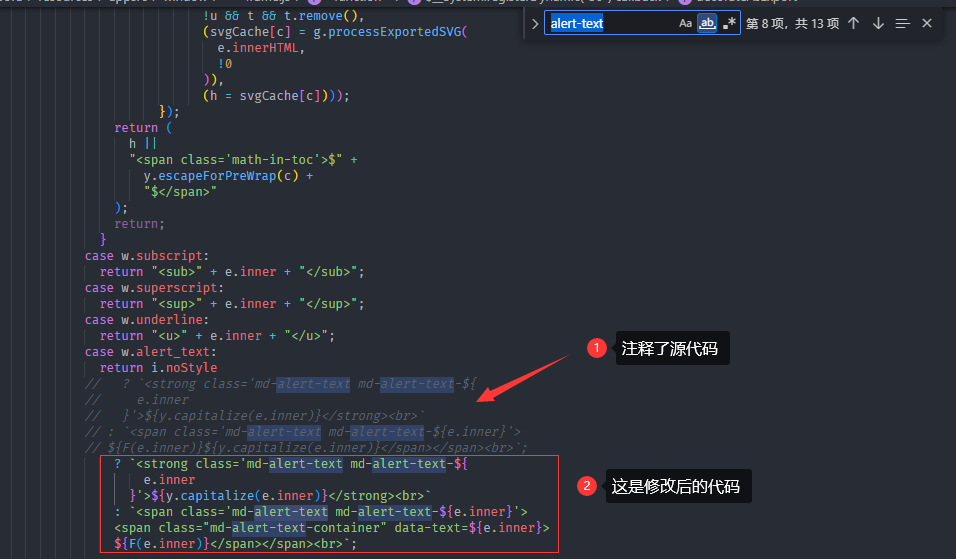 alert-text
Aa ab .* 第 8 项，共 13 项
!u && t && t.remove(),
(svgCache[c] = g.processExportedSVG(
e.innerHTML,
!0
)),
(h = svgCache[c])));
});
return (
h ||
"<span class='math-in-toc'>$" +
y.escapeForPreWrap(c) +
"$</span>"
);
return;
}
case w.subscript:
return "<sub>" + e.inner + "</sub>";
case w.superscript:
return "<sup>" + e.inner + "</sup>";
case w.underline:
return "<u>" + e.inner + "</u>";
case w.alert_text:
return i.noStyle
//   ? `<strong class='md-alert-text md-alert-text-${
//     e.inner
//   }'>${y.capitalize(e.inner)}</strong><br>`
// : `<span class='md-alert-text md-alert-text-${e.inner}'>
// ${F(e.inner)}${y.capitalize(e.inner)}</span></span><br>`;
? `<strong class='md-alert-text md-alert-text-${
e.inner
}'>${y.capitalize(e.inner)}</strong><br>`
: `<span class='md-alert-text md-alert-text-${e.inner}'>
<span class="md-alert-text-container" data-text=${e.inner}>
${F(e.inner)}</span></span><br>`;
1 注释了源代码
2 这是修改后的代码